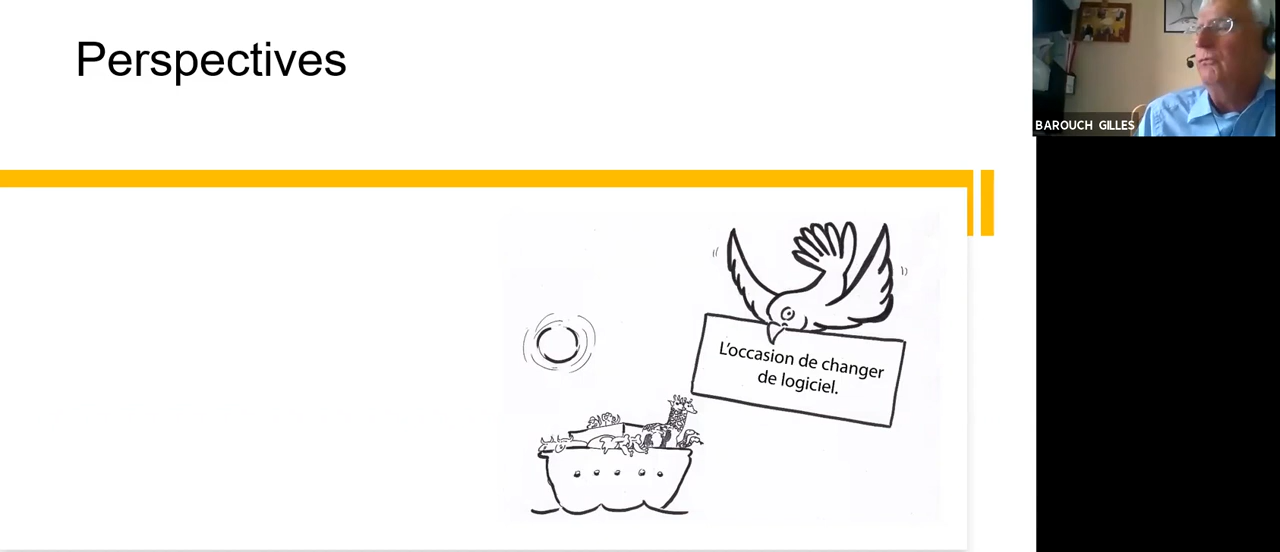 Perspectives
BAROUCH GILLES
L'occasion de changer
de logiciel.